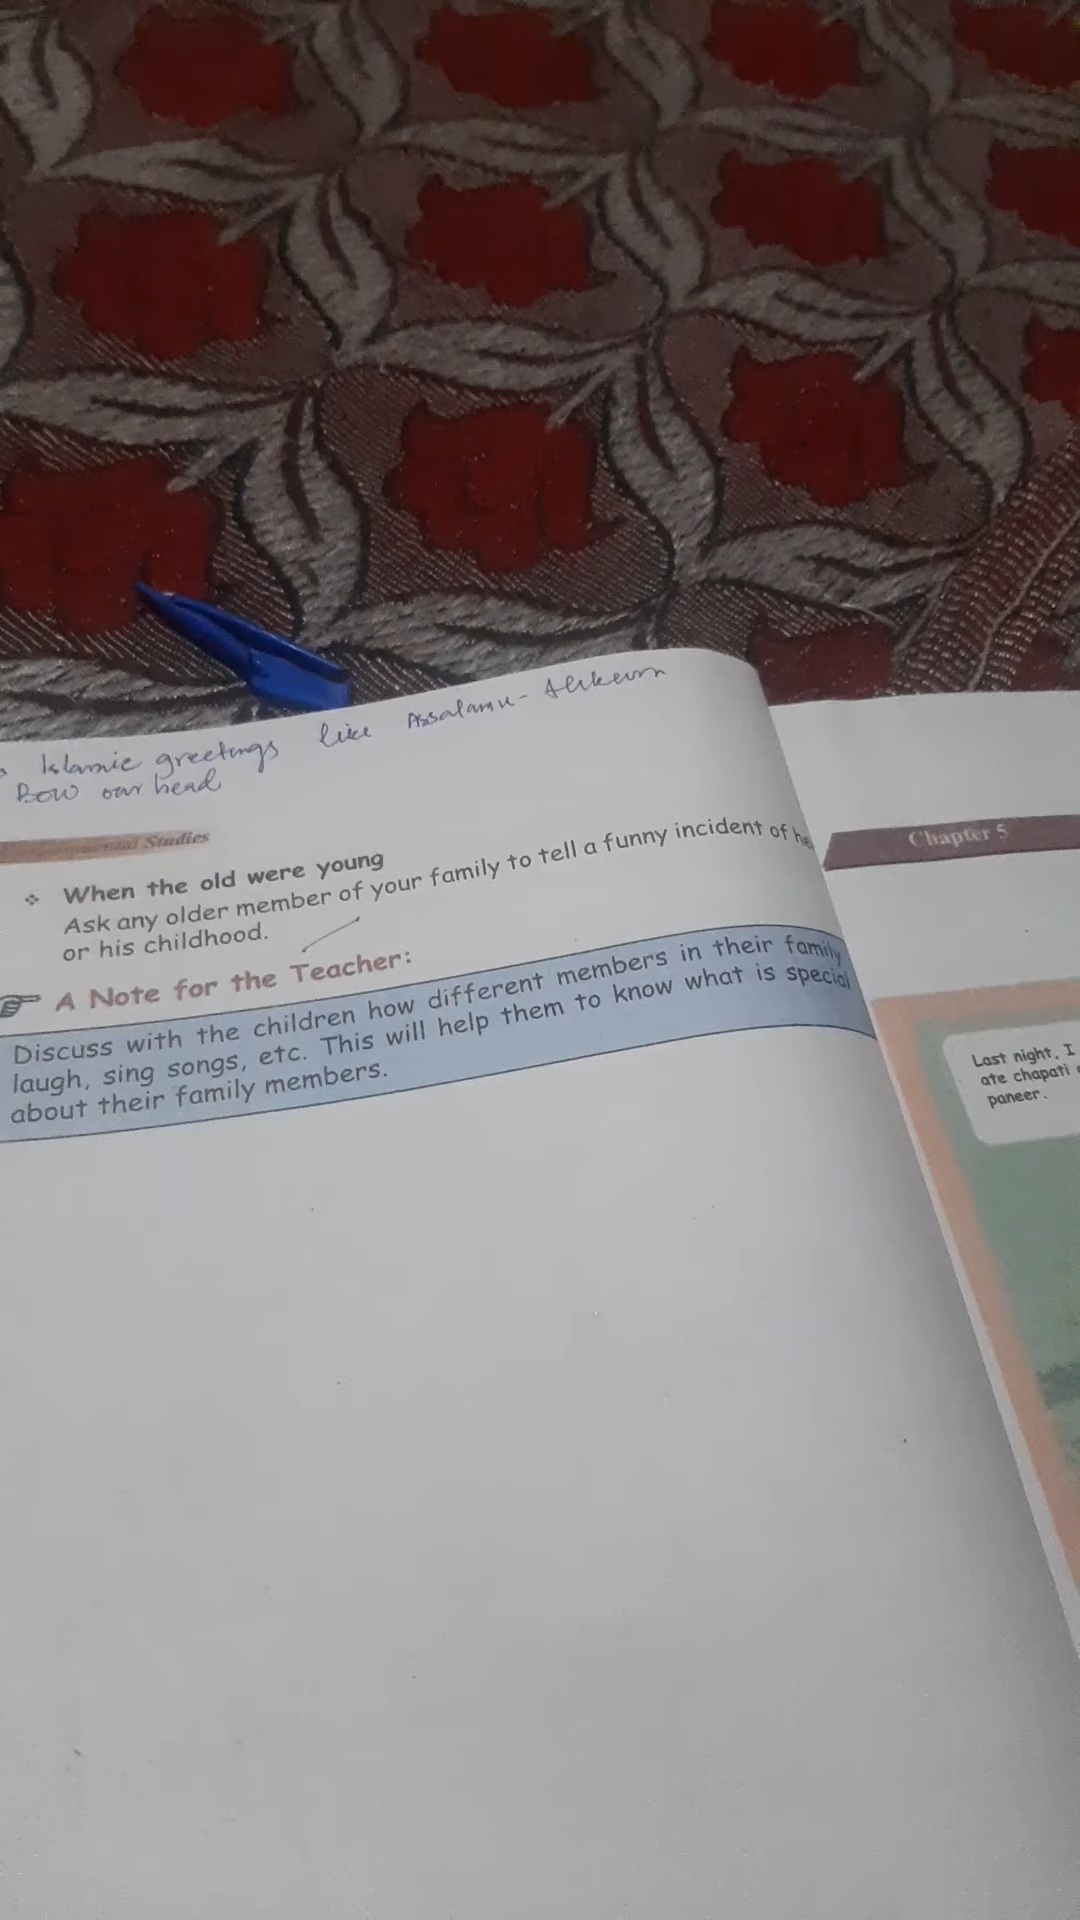 Islamic greetings like Assalamu-Alikum
Bow our head
Environmental Studies
When the old were young
Ask any older member of your family to tell a funny incident of he
or his childhood.
A Note for the Teacher:
Discuss with the children how different members in their family
laugh, sing songs, etc. This will help them to know what is special
about their family members.
Chapter 5
Last night, I
ate chapati
paneer.